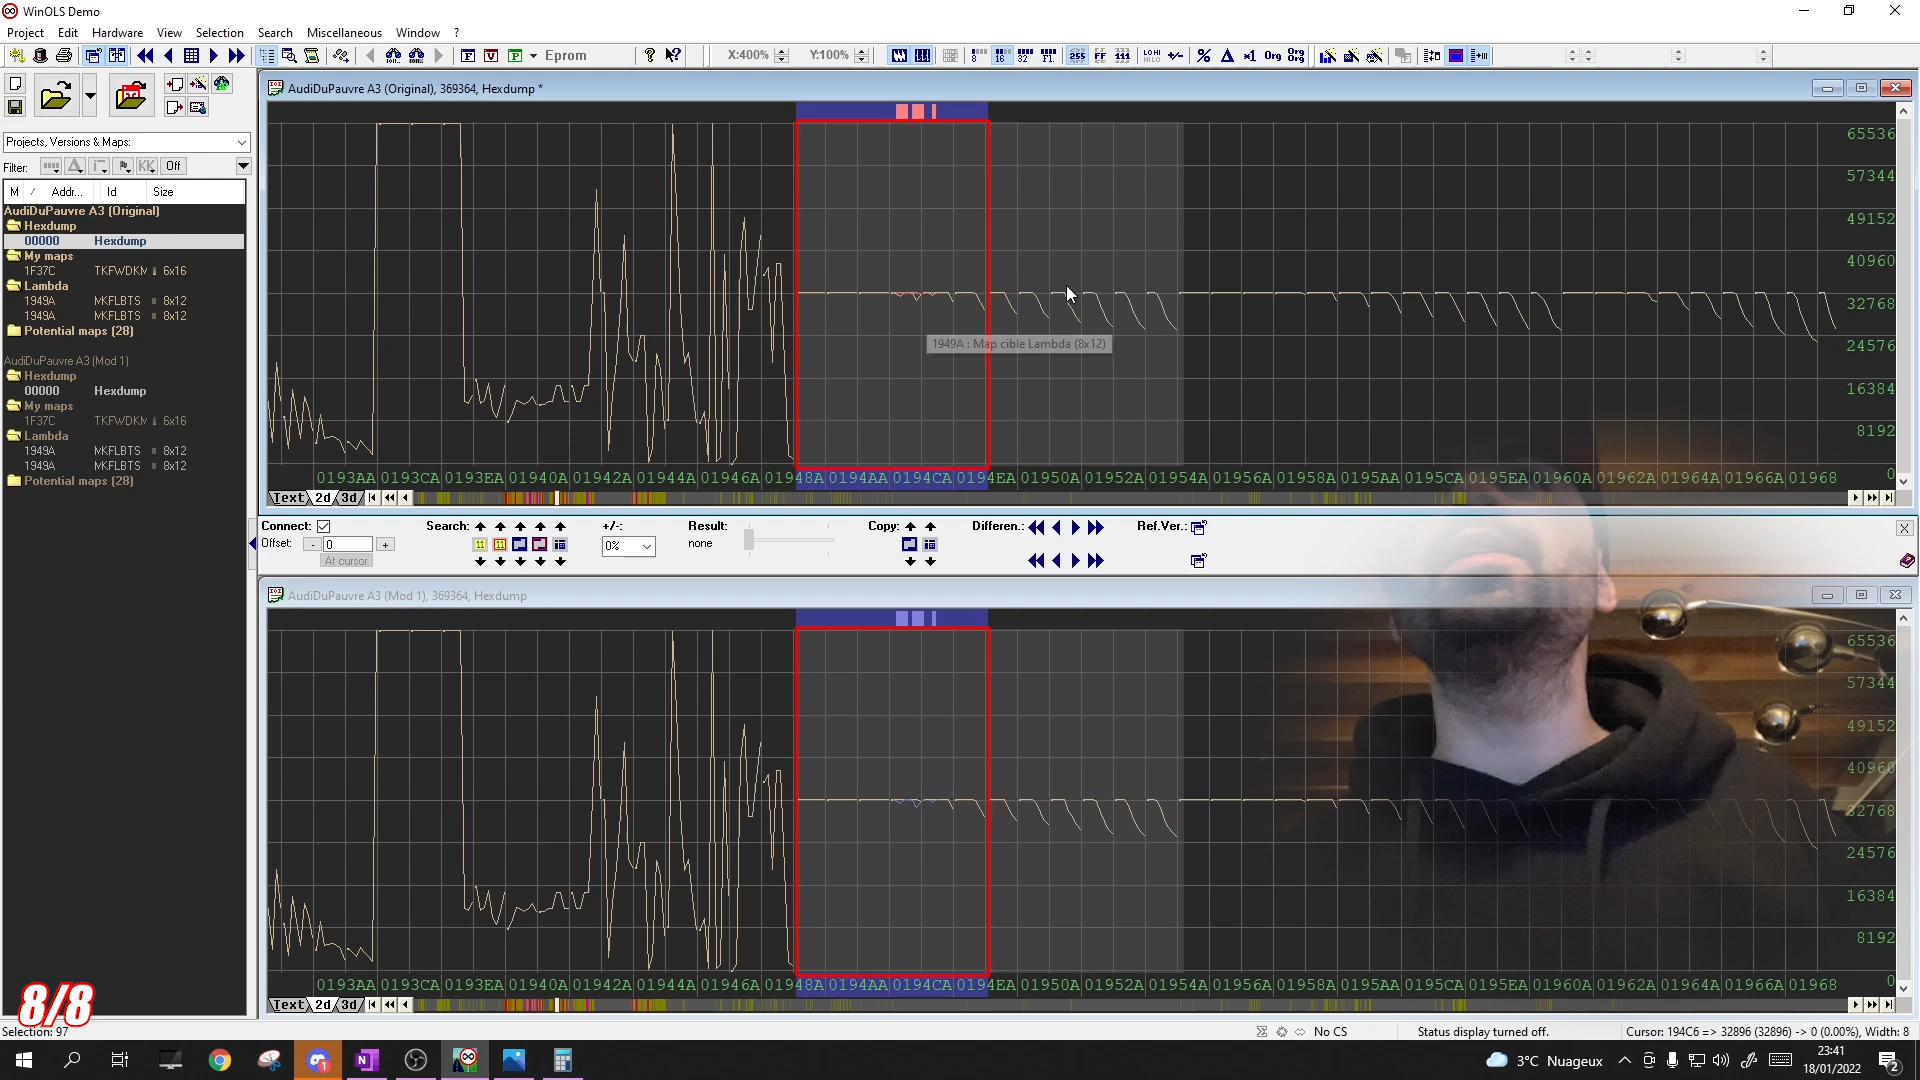 WinOLS Demo
Project Edit Hardware View Selection Search Miscellaneous Window ?
Eprom X:400% Y:100%
AudiDuPauvre A3 (Original), 369364, Hexdump *
Projects, Versions & Maps:
Filter: Off
M Addr... Id Size
AudiDuPauvre A3 (Original)
Hexdump
00000 Hexdump
My maps
1F37C TKFWDKM 6x16
Lambda
1949A MKFLBTS 8x12
1949A MKFLBTS 8x12
Potential maps (28)
AudiDuPauvre A3 (Mod 1)
Hexdump
00000 Hexdump
My maps
1F37C TKFWDKM 6x16
Lambda
1949A MKFLBTS 8x12
1949A MKFLBTS 8x12
Potential maps (28)
65536
57344
49152
40960
32768
24576
16384
8192
0
1949A : Map cible Lambda (8x12)
0193AA 0193CA 0193EA 01940A 01942A 01944A 01946A 01948A 0194AA 0194CA 0194EA 01950A 01952A 01954A 01956A 01958A 0195AA 0195CA 0195EA 01960A 01962A 01964A 01966A 01968
Text 2d 3d
Connect: Search: +/-: Result: Copy: Differen.: Ref.Ver.:
Offset: - 0 + 0% none
At cursor
AudiDuPauvre A3 (Mod 1), 369364, Hexdump
65536
57344
49152
40960
32768
24576
16384
8192
0
0193AA 0193CA 0193EA 01940A 01942A 01944A 01946A 01948A 0194AA 0194CA 0194EA 01950A 01952A 01954A 01956A 01958A 0195AA 0195CA 0195EA 01960A 01962A 01964A 01966A 01968
Text 2d 3d
8/8
Selection: 97 No CS Status display turned off. Cursor: 194C6 => 32896 (32896) -> 0 (0.00%), Width: 8
3°C Nuageux 23:41
18/01/2022
2